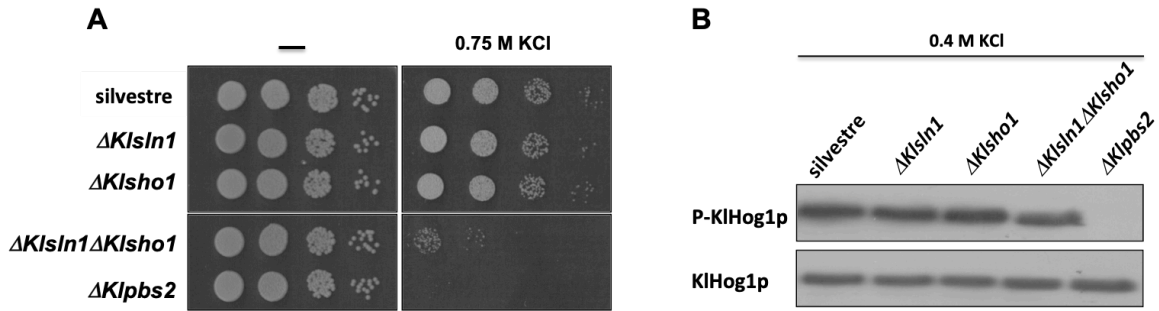 A
—
0.75 M KCl
silvestre
ΔKlsln1
ΔKlsho1
ΔKlsln1ΔKlsho1
ΔKlpbs2
B
0.4 M KCl
silvestre
ΔKlsln1
ΔKlsho1
ΔKlsln1ΔKlsho1
ΔKlpbs2
P-KlHog1p
KlHog1p